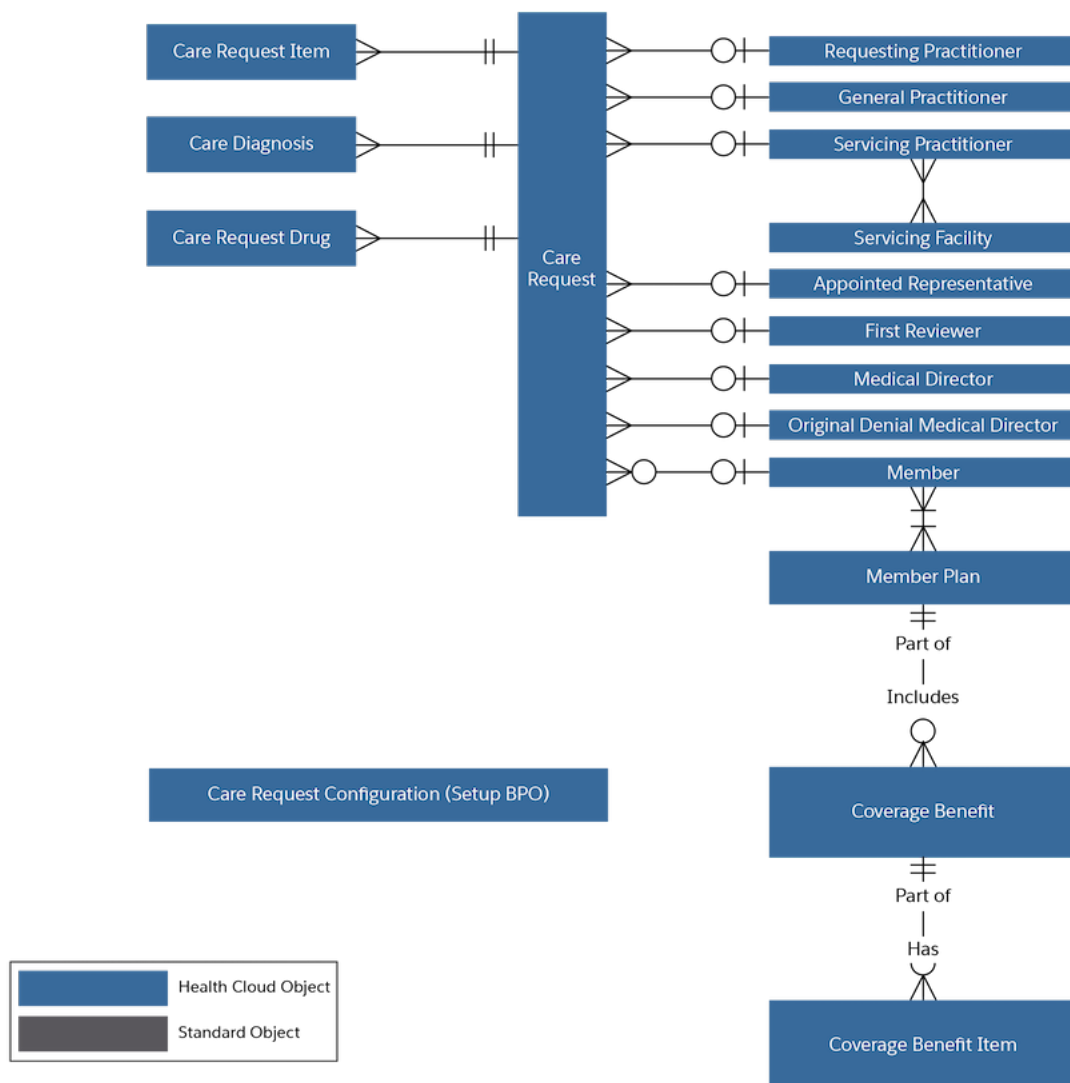 Care Request Item
Care Diagnosis
Care Request Drug
Care
Request
Requesting Practitioner
General Practitioner
Servicing Practitioner
Servicing Facility
Appointed Representative
First Reviewer
Medical Director
Original Denial Medical Director
Member
Member Plan
Part of
Includes
Care Request Configuration (Setup BPO)
Coverage Benefit
Part of
Has
Coverage Benefit Item
Health Cloud Object
Standard Object